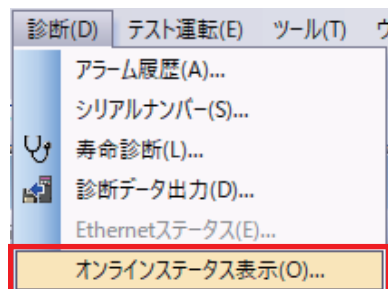 診断(D) テスト運転(E) ツール(T)
アラーム履歴(A)...
シリアルナンバー(S)...
寿命診断(L)...
診断データ出力(D)...
Ethernetステータス(E)...
オンラインステータス表示(O)...